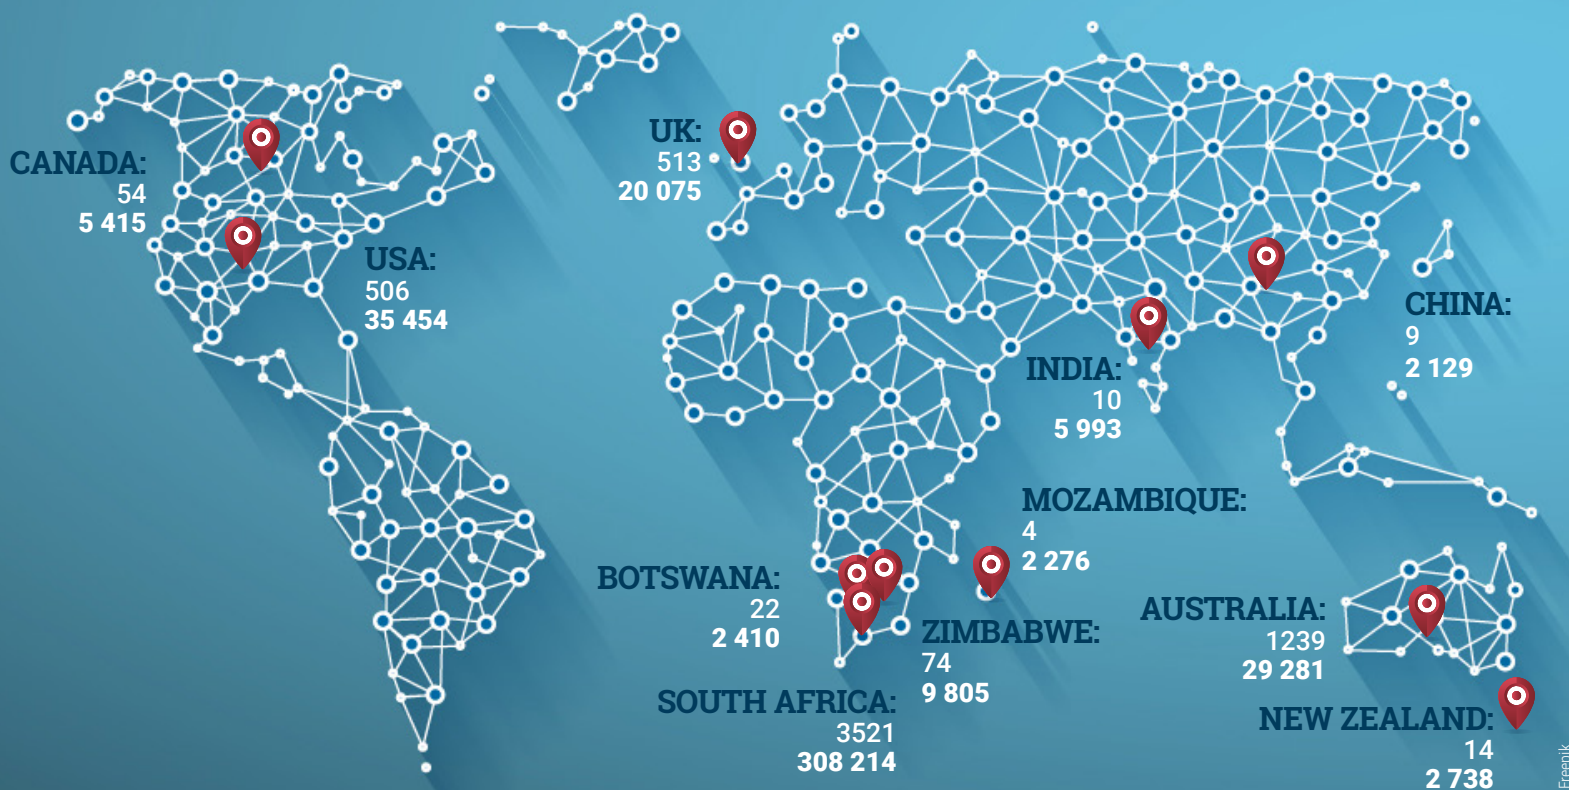 CANADA:
54
5 415
USA:
506
35 454
UK:
513
20 075
CHINA:
9
2 129
INDIA:
10
5 993
MOZAMBIQUE:
4
2 276
BOTSWANA:
22
2 410
ZIMBABWE:
74
9 805
SOUTH AFRICA:
3521
308 214
AUSTRALIA:
1239
29 281
NEW ZEALAND:
14
2 738
Freepik